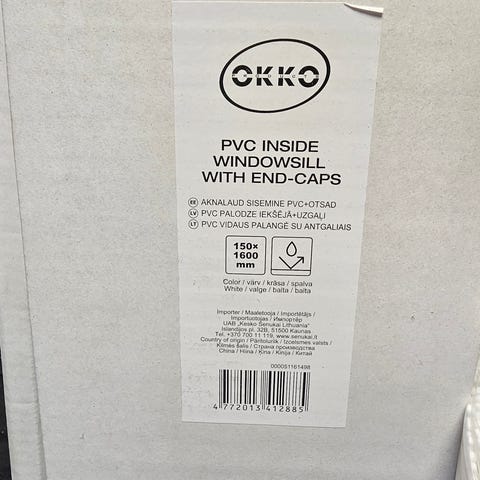 OKKO
PRODUCTS
PVC INSIDE
WINDOWSILL
WITH END-CAPS
EE AKNALAUD SISEMINE PVC+OTSAD
LV PVC PALODZE IEKŠĒJĀ+UZGAĻI
LT PVC VIDAUS PALANGĖ SU ANTGALIAIS
150×
1600
mm
Color / värv / krāsa / spalva
White / valge / balta / balta
Importer / Maaletooja / Importētājs /
Importuotojas / Импортер
UAB „Kesko Senukai Lithuania"
Islandijos pl. 32B, 51500 Kaunas
Tel. +370 700 11 119, www.senukai.lt
Country of origin / Päritoluriik / Izcelsmes valsts /
Kilmės šalis / Страна производства
China / Hiina / Ķīna / Kinija / Китай
000051161498
4 772013 412885